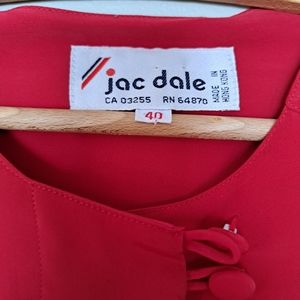 jac dale
CA 03255 RN 64870
MADE IN
HONG KONG
40